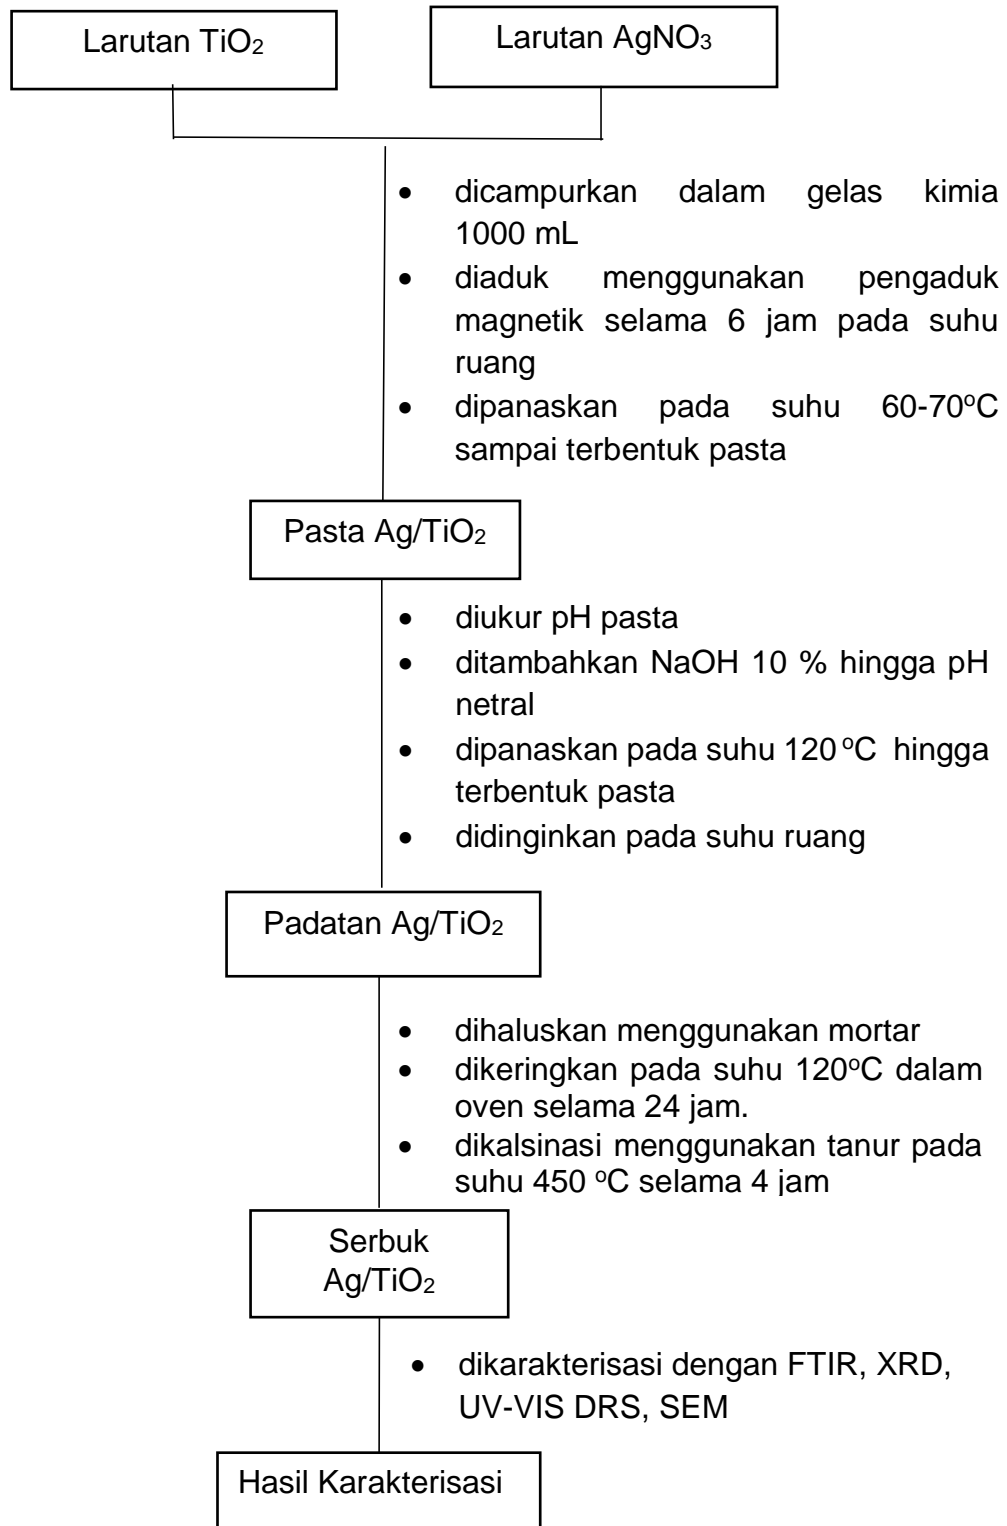 Larutan TiO₂
Larutan AgNO₃
• dicampurkan dalam gelas kimia
1000 mL
• diaduk menggunakan pengaduk
magnetik selama 6 jam pada suhu
ruang
• dipanaskan pada suhu 60-70ºC
sampai terbentuk pasta
Pasta Ag/TiO₂
• diukur pH pasta
• ditambahkan NaOH 10 % hingga pH
netral
• dipanaskan pada suhu 120 ºC hingga
terbentuk pasta
• didinginkan pada suhu ruang
Padatan Ag/TiO₂
• dihaluskan menggunakan mortar
• dikeringkan pada suhu 120ºC dalam
oven selama 24 jam.
• dikalsinasi menggunakan tanur pada
suhu 450 ºC selama 4 jam
Serbuk
Ag/TiO₂
• dikarakterisasi dengan FTIR, XRD,
UV-VIS DRS, SEM
Hasil Karakterisasi